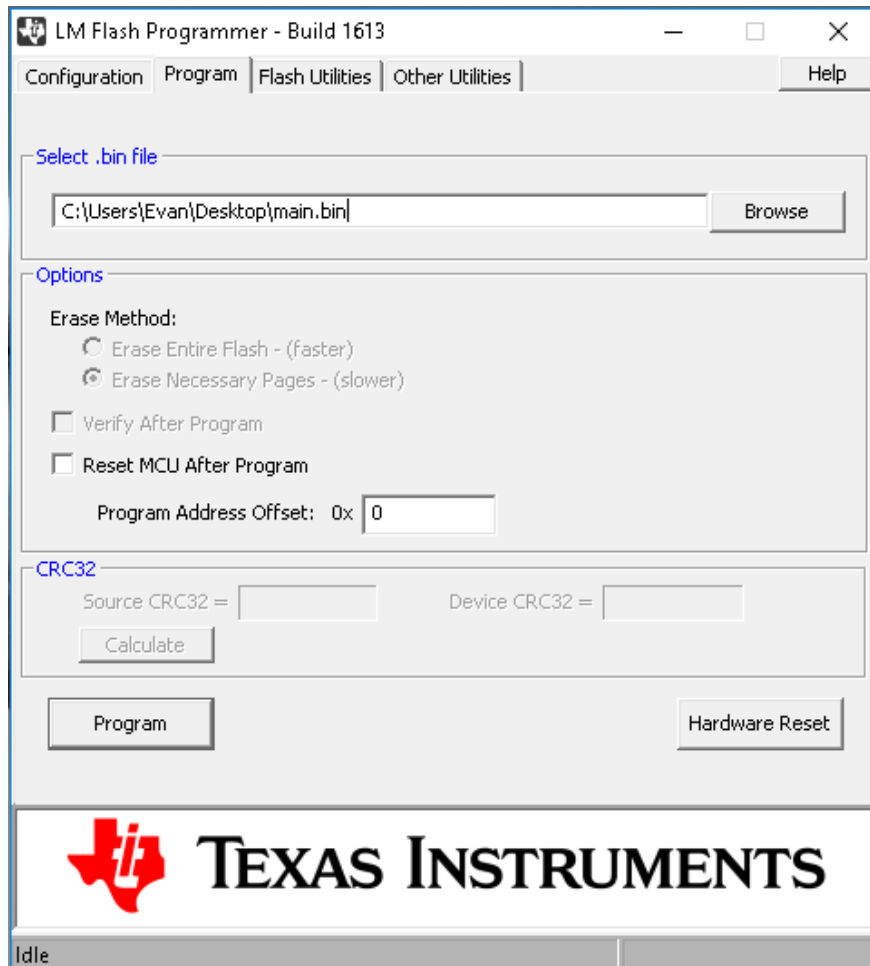 LM Flash Programmer - Build 1613
Configuration Program Flash Utilities Other Utilities Help
Select .bin file
C:\Users\Evan\Desktop\main.bin Browse
Options
Erase Method:
Erase Entire Flash - (faster)
Erase Necessary Pages - (slower)
Verify After Program
Reset MCU After Program
Program Address Offset: 0x 0
CRC32
Source CRC32 = Device CRC32 =
Calculate
Program Hardware Reset
TEXAS INSTRUMENTS
Idle